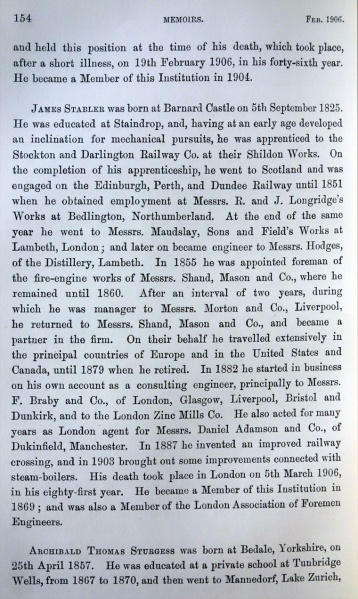 154 MEMOIRS. FEB. 1906.
and held this position at the time of his death, which took place,
after a short illness, on 19th February 1906, in his forty-sixth year.
He became a Member of this Institution in 1904.
JAMES STABLER was born at Barnard Castle on 5th September 1825.
He was educated at Staindrop, and, having at an early age developed
an inclination for mechanical pursuits, he was apprenticed to the
Stockton and Darlington Railway Co. at their Shildon Works. On
the completion of his apprenticeship, he went to Scotland and was
engaged on the Edinburgh, Perth, and Dundee Railway until 1851
when he obtained employment at Messrs. R. and J. Longridge's
Works at Bedlington, Northumberland. At the end of the same
year he went to Messrs. Maudslay, Sons and Field's Works at
Lambeth, London; and later on became engineer to Messrs. Hodges,
of the Distillery, Lambeth. In 1855 he was appointed foreman of
the fire-engine works of Messrs. Shand, Mason and Co., where he
remained until 1860. After an interval of two years, during
which he was manager to Messrs. Morton and Co., Liverpool,
he returned to Messrs. Shand, Mason and Co., and became a
partner in the firm. On their behalf he travelled extensively in
the principal countries of Europe and in the United States and
Canada, until 1879 when he retired. In 1882 he started in business
on his own account as a consulting engineer, principally to Messrs.
F. Braby and Co., of London, Glasgow, Liverpool, Bristol and
Dunkirk, and to the London Zinc Mills Co. He also acted for many
years as London agent for Messrs. Daniel Adamson and Co., of
Dukinfield, Manchester. In 1887 he invented an improved railway
crossing, and in 1903 brought out some improvements connected with
steam-boilers. His death took place in London on 5th March 1906,
in his eighty-first year. He became a Member of this Institution in
1869; and was also a Member of the London Association of Foremen
Engineers.
ARCHIBALD THOMAS STURGESS was born at Bedale, Yorkshire, on
25th April 1857. He was educated at a private school at Tunbridge
Wells, from 1867 to 1870, and then went to Mannedorf, Lake Zurich,